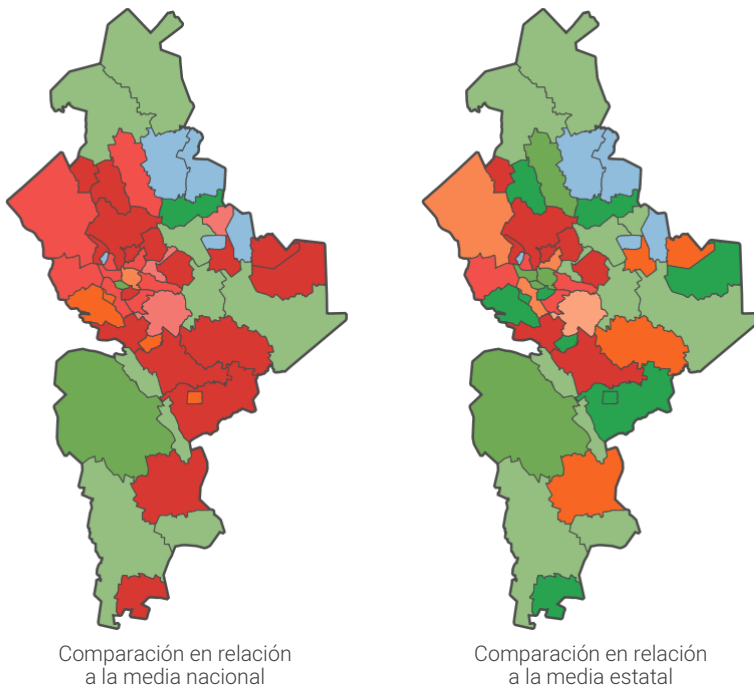 Comparación en relación
a la media nacional
Comparación en relación
a la media estatal